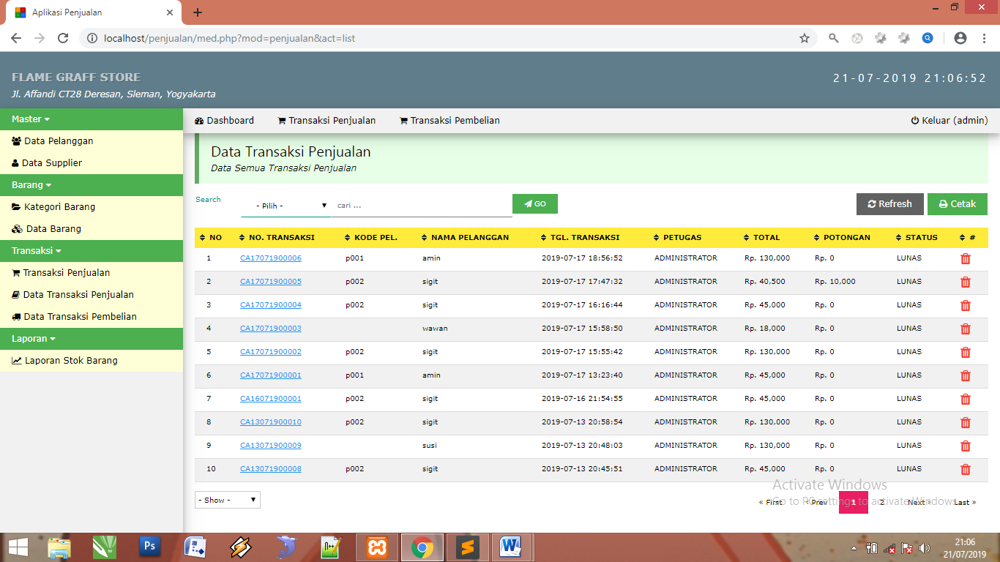 Aplikasi Penjualan
localhost/penjualan/med.php?mod=penjualan&act=list
FLAME GRAFF STORE
21-07-2019 21:06:52
Jl. Affandi CT28 Deresan, Sleman, Yogyakarta
Master
Data Pelanggan
Data Supplier
Barang
Kategori Barang
Data Barang
Transaksi
Transaksi Penjualan
Data Transaksi Penjualan
Data Transaksi Pembelian
Laporan
Laporan Stok Barang
Dashboard Transaksi Penjualan Transaksi Pembelian Keluar (admin)
Data Transaksi Penjualan
Data Semua Transaksi Penjualan
Search - Pilih - cari ... GO Refresh Cetak
NO NO. TRANSAKSI KODE PEL. NAMA PELANGGAN TGL. TRANSAKSI PETUGAS TOTAL POTONGAN STATUS #
1 CA17071900006 p001 amin 2019-07-17 18:56:52 ADMINISTRATOR Rp. 130,000 Rp. 0 LUNAS
2 CA17071900005 p002 sigit 2019-07-17 17:47:32 ADMINISTRATOR Rp. 40,500 Rp. 10,000 LUNAS
3 CA17071900004 p002 sigit 2019-07-17 16:16:44 ADMINISTRATOR Rp. 45,000 Rp. 0 LUNAS
4 CA17071900003 wawan 2019-07-17 15:58:50 ADMINISTRATOR Rp. 18,000 Rp. 0 LUNAS
5 CA17071900002 p002 sigit 2019-07-17 15:55:42 ADMINISTRATOR Rp. 130,000 Rp. 0 LUNAS
6 CA17071900001 p001 amin 2019-07-17 13:23:40 ADMINISTRATOR Rp. 45,000 Rp. 0 LUNAS
7 CA16071900001 p002 sigit 2019-07-16 21:54:55 ADMINISTRATOR Rp. 45,000 Rp. 0 LUNAS
8 CA13071900010 p002 sigit 2019-07-13 20:58:54 ADMINISTRATOR Rp. 130,000 Rp. 0 LUNAS
9 CA13071900009 susi 2019-07-13 20:48:03 ADMINISTRATOR Rp. 130,000 Rp. 0 LUNAS
10 CA13071900008 p002 sigit 2019-07-13 20:45:51 ADMINISTRATOR Rp. 45,000 Rp. 0 LUNAS
- Show -
« First « Prev 1 2 Next » Last »
Activate Windows
Go to PC settings to activate Windows.
Ps
n++
W
21:06
21/07/2019